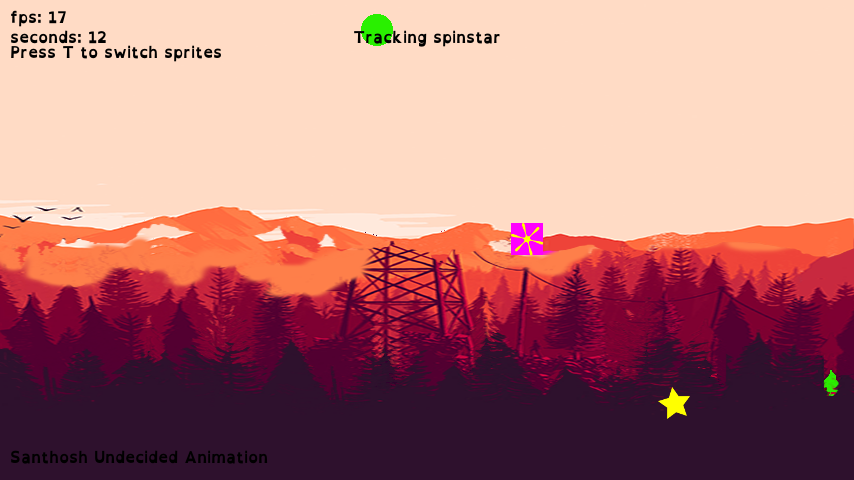 fps: 17
seconds: 12
Tracking spinstar
Press T to switch sprites
Santhosh Undecided Animation